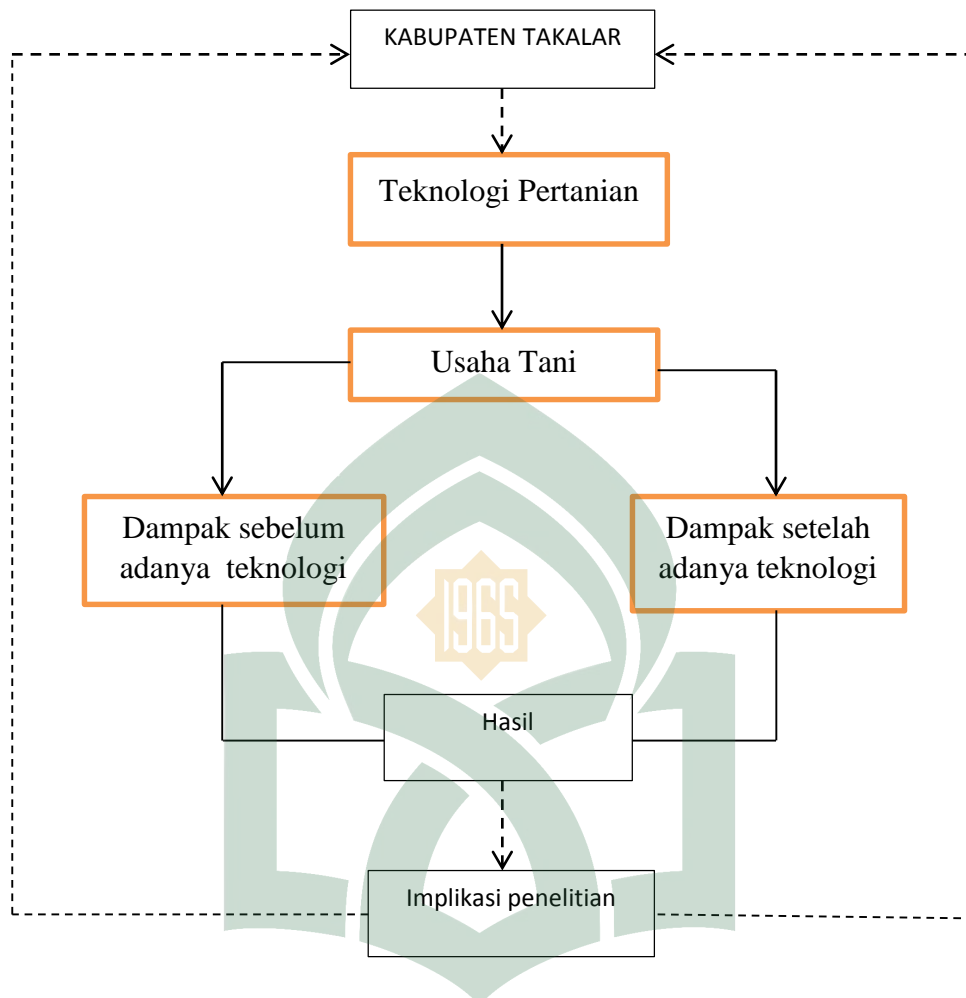 KABUPATEN TAKALAR
Teknologi Pertanian
Usaha Tani
Dampak sebelum
adanya teknologi
Dampak setelah
adanya teknologi
1965
Hasil
Implikasi penelitian